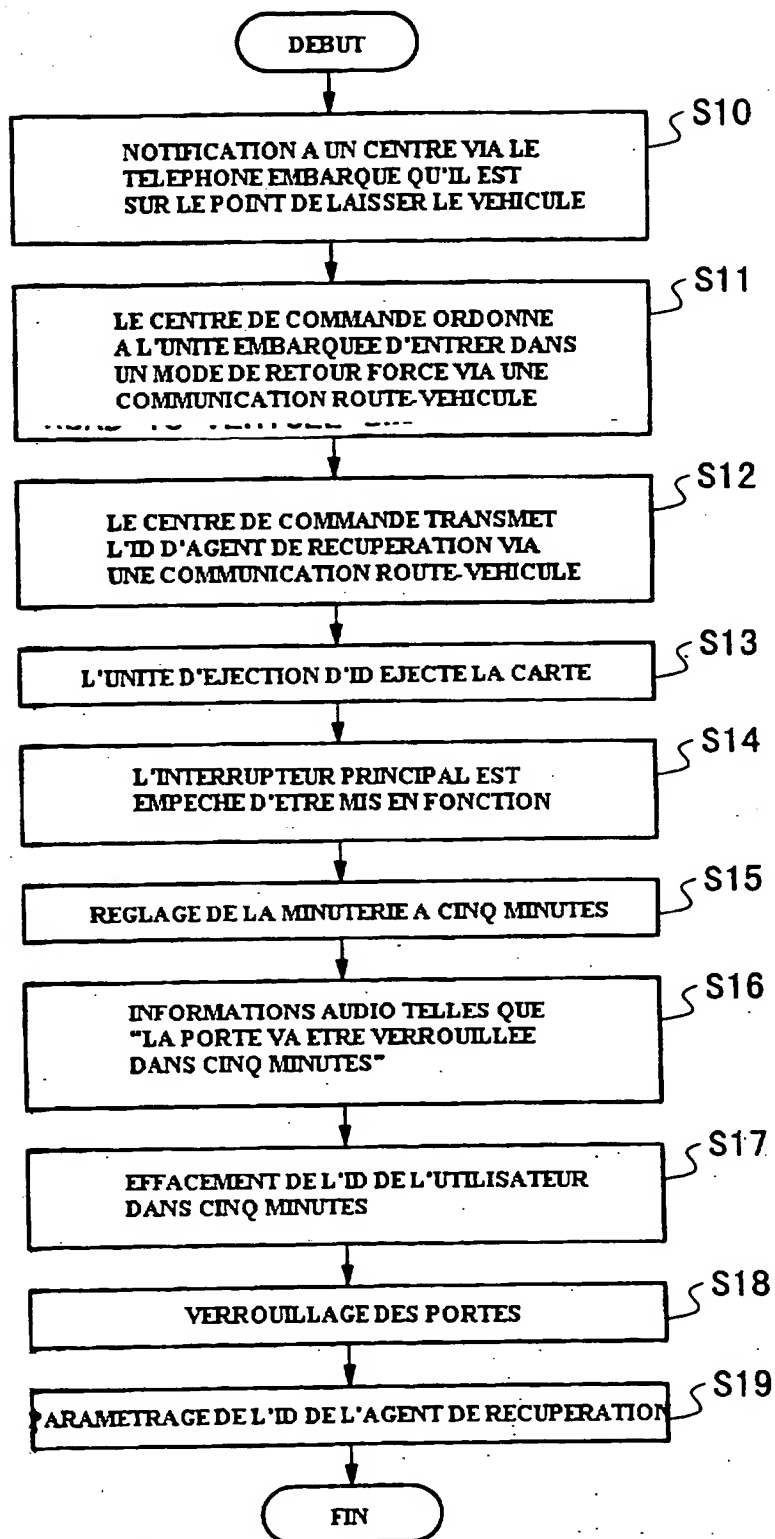 DEBUT
S10
NOTIFICATION A UN CENTRE VIA LE
TELEPHONE EMBARQUE QU'IL EST
SUR LE POINT DE LAISSER LE VEHICULE
S11
LE CENTRE DE COMMANDE ORDONNE
A L'UNITE EMBARQUEE D'ENTRER DANS
UN MODE DE RETOUR FORCE VIA UNE
COMMUNICATION ROUTE-VEHICULE
S12
LE CENTRE DE COMMANDE TRANSMET
L'ID D'AGENT DE RECUPERATION VIA
UNE COMMUNICATION ROUTE-VEHICULE
S13
L'UNITE D'EJECTION D'ID EJECTE LA CARTE
S14
L'INTERRUPTEUR PRINCIPAL EST
EMPECHE D'ETRE MIS EN FONCTION
S15
REGLAGE DE LA MINUTERIE A CINQ MINUTES
S16
INFORMATIONS AUDIO TELLES QUE
"LA PORTE VA ETRE VERROUILLEE
DANS CINQ MINUTES"
S17
EFFACEMENT DE L'ID DE L'UTILISATEUR
DANS CINQ MINUTES
S18
VERROUILLAGE DES PORTES
S19
PARAMETRAGE DE L'ID DE L'AGENT DE RECUPERATION
FIN